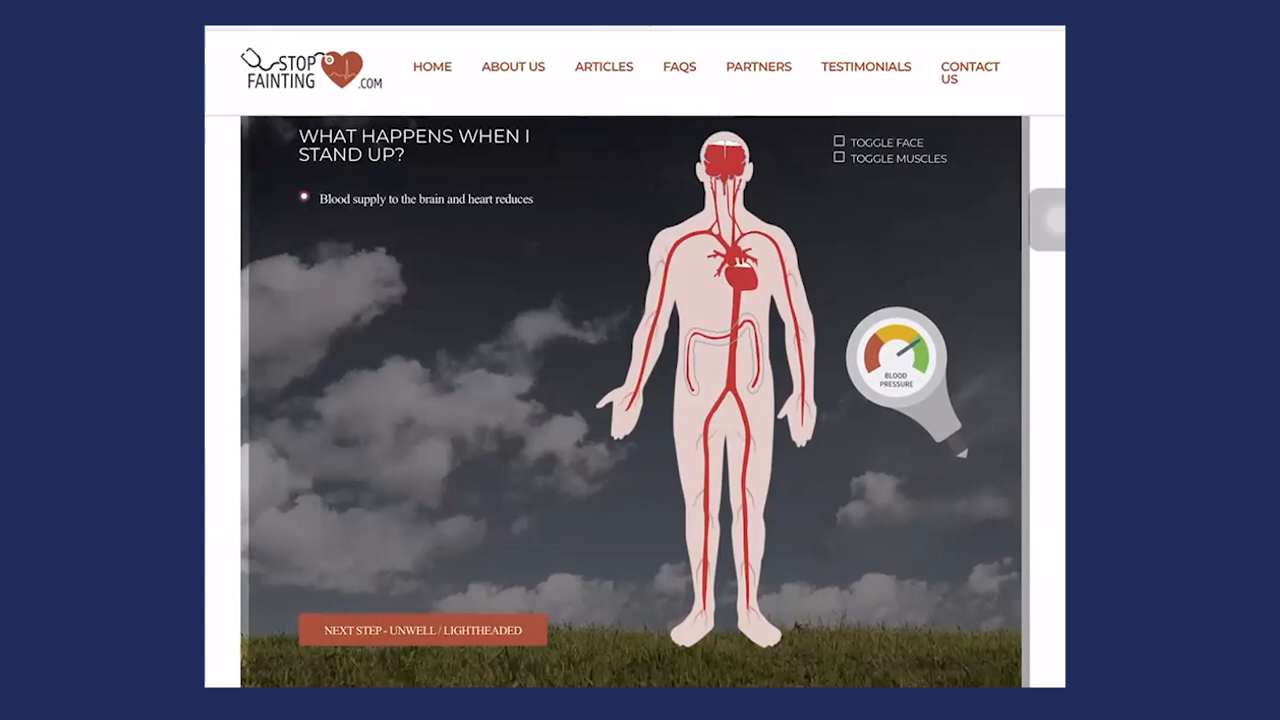 STOP
FAINTING
.COM
HOME
ABOUT US
ARTICLES
FAQS
PARTNERS
TESTIMONIALS
CONTACT
US
WHAT HAPPENS WHEN I
STAND UP?
Blood supply to the brain and heart reduces
TOGGLE FACE
TOGGLE MUSCLES
BLOOD
PRESSURE
NEXT STEP - UNWELL / LIGHTHEADED